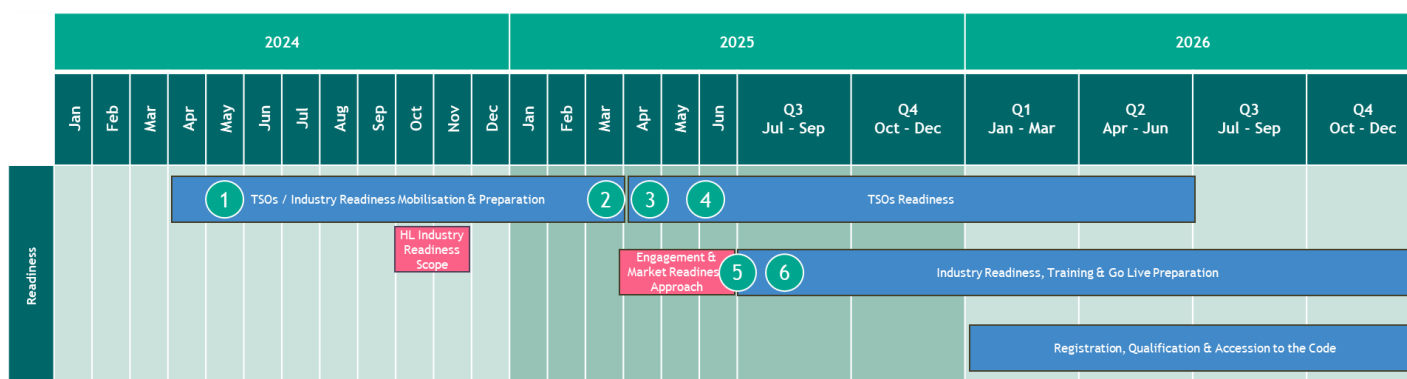 2024
2025
2026
Jan
Feb
Mar
Apr
May
Jun
Jul
Aug
Sep
Oct
Nov
Dec
Jan
Feb
Mar
Apr
May
Jun
Q3
Jul - Sep
Q4
Oct - Dec
Q1
Jan - Mar
Q2
Apr - Jun
Q3
Jul - Sep
Q4
Oct - Dec
Readiness
1
TSOs / Industry Readiness Mobilisation & Preparation
2
3
4
TSOs Readiness
HL Industry
Readiness
Scope
Engagement &
Market Readines
Approach
5
6
Industry Readiness, Training & Go Live Preparation
Registration, Qualification & Accession to the Code